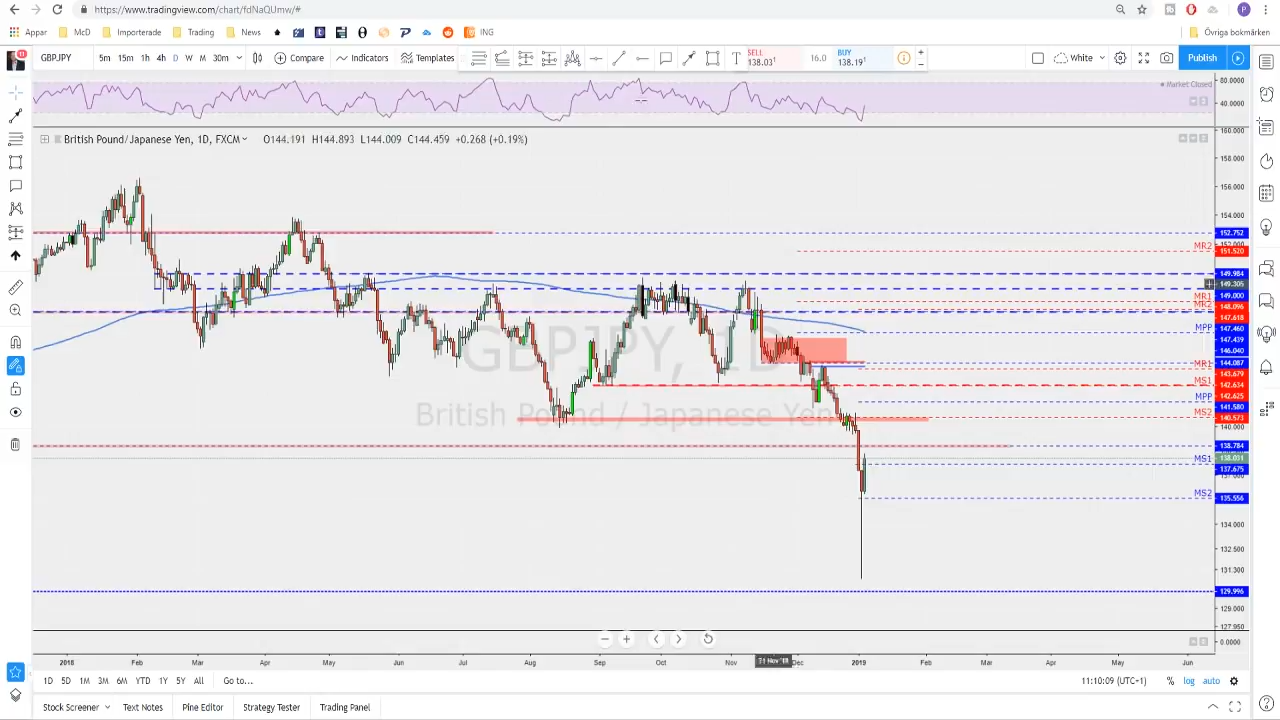 https://www.tradingview.com/chart/fdNaQUmw/#
Appar McD Importerade Trading News ING Övriga bokmärken
11
GBPJPY 5m 15m 1h 4h D W M 30m Compare Indicators Templates T SELL 138.031 16.0 BUY 138.191 White Publish
80.0000
Market Closed
40.0000
160.000
British Pound/Japanese Yen, 1D, FXCM O144.191 H144.893 L144.009 C144.459 +0.268 (+0.19%)
158.000
156.000
154.000
152.752
152.000
MR2 151.520
149.984
149.305
MR1 149.000
MR2 148.096
147.618
MPP 147.460
147.439
146.040
GBPJPY, 1D
MR1 144.087
143.679
MS1 142.634
142.625
MPP 141.580
British Pound / Japanese Yen
MS2 140.573
140.000
138.784
MS1 138.031
137.675
MS2 135.556
134.000
132.500
131.300
129.996
129.000
127.950
0.0000
2018 Feb Mar Apr May Jun Jul Aug Sep Oct Nov Dec 2019 Feb Mar Apr May Jun
1D 5D 1M 3M 6M YTD 1Y 5Y All Go to... 11:10:09 (UTC+1) % log auto
Stock Screener Text Notes Pine Editor Strategy Tester Trading Panel